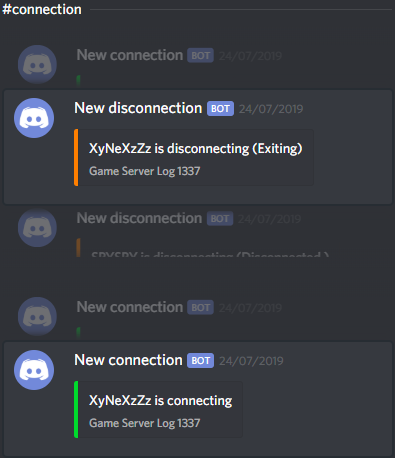 #connection
New connection BOT 24/07/2019
New disconnection BOT 24/07/2019
XyNeXzZz is disconnecting (Exiting)
Game Server Log 1337
New disconnection BOT 24/07/2019
is disconnecting (Disconnected.)
New connection BOT 24/07/2019
New connection BOT 24/07/2019
XyNeXzZz is connecting
Game Server Log 1337